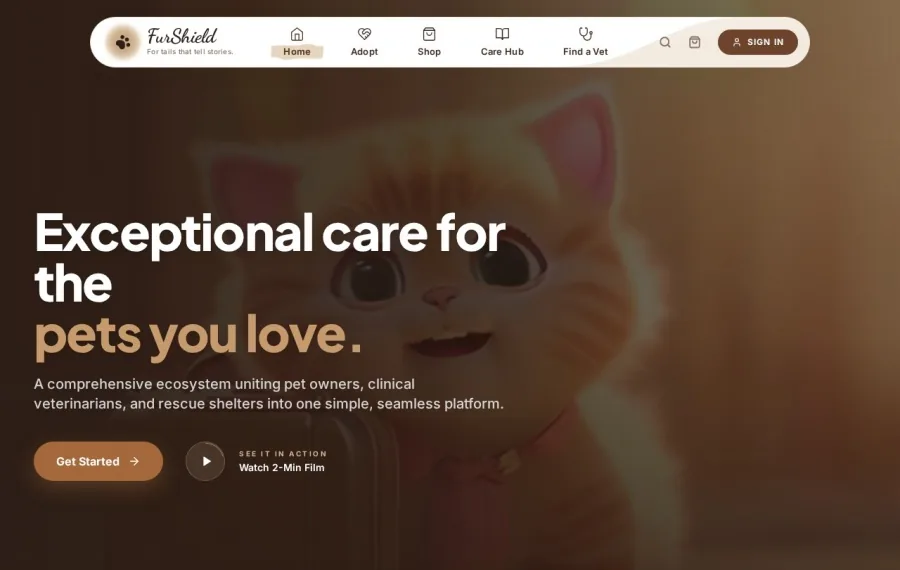 FurShield
For tails that tell stories.
Home
Adopt
Shop
Care Hub
Find a Vet
SIGN IN
Exceptional care for
the
pets you love.
A comprehensive ecosystem uniting pet owners, clinical
veterinarians, and rescue shelters into one simple, seamless platform.
Get Started
SEE IT IN ACTION
Watch 2-Min Film